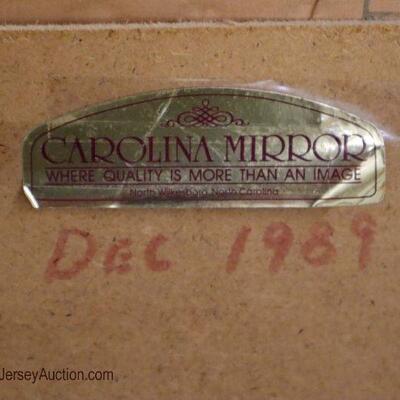 CAROLINA MIRROR
WHERE QUALITY IS MORE THAN AN IMAGE
North Wilkesboro, North Carolina
DEC 1989
JerseyAuction.com